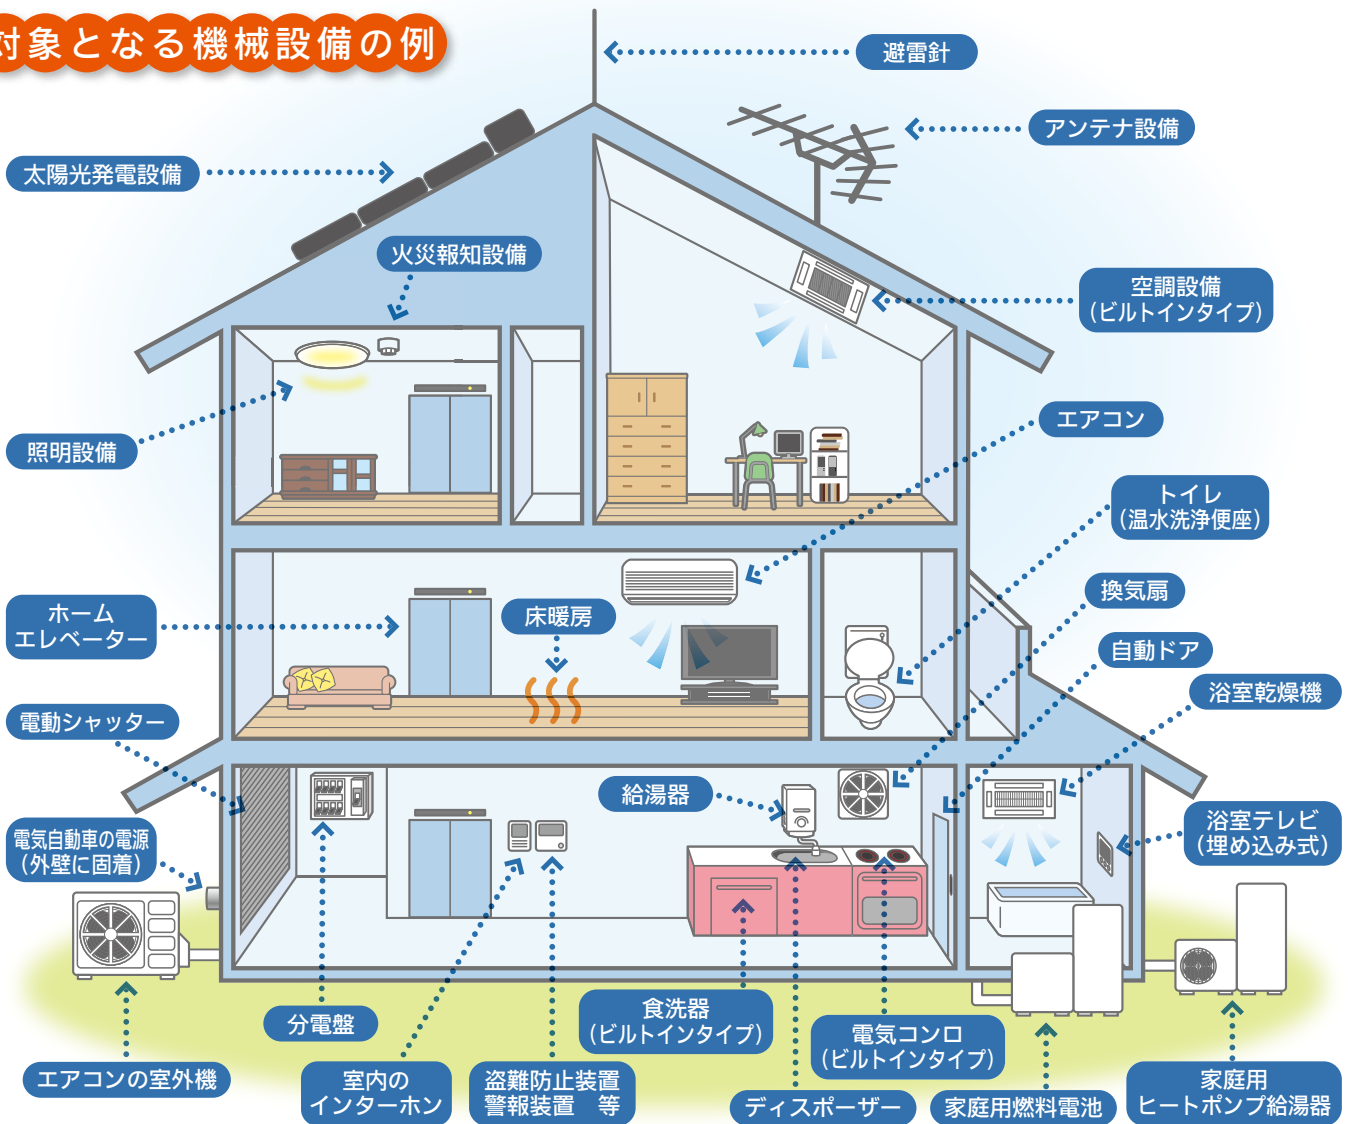 対象となる機械設備の例
避雷針
アンテナ設備
太陽光発電設備
火災報知設備
空調設備
（ビルトインタイプ）
照明設備
エアコン
トイレ
（温水洗浄便座）
換気扇
ホーム
エレベーター
床暖房
自動ドア
浴室乾燥機
電動シャッター
給湯器
電気自動車の電源
（外壁に固着）
浴室テレビ
（埋め込み式）
分電盤
食洗器
（ビルトインタイプ）
電気コンロ
（ビルトインタイプ）
エアコンの室外機
室内の
インターホン
盗難防止装置
警報装置　等
ディスポーザー
家庭用燃料電池
家庭用
ヒートポンプ給湯器